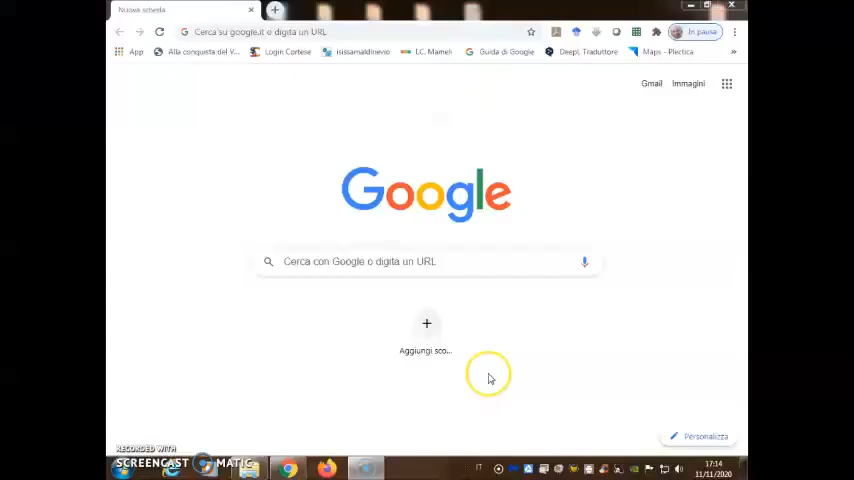 Nuova scheda
Cerca su google.it o digita un URL
In pausa
App Alla conquista del V... Login Cortese isissamaldinevio I.C. Mameli Guida di Google DeepL Traduttore Maps - Plectica »
Gmail Immagini
Google
Cerca con Google o digita un URL
Aggiungi sco...
Personalizza
RECORDED WITH
SCREENCAST MATIC
IT
17:14
11/11/2020